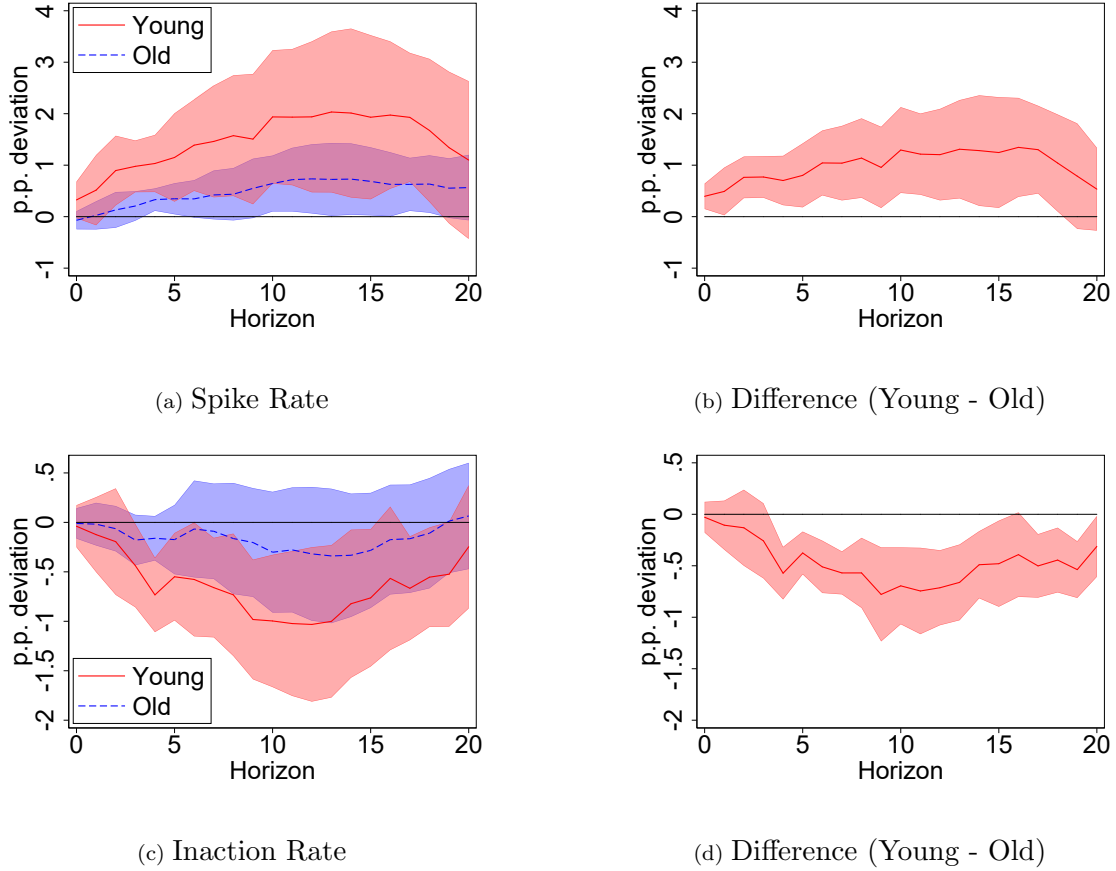 Young
Old
p.p. deviation
4
3
2
1
0
-1
0 5 10 15 20
Horizon
(a) Spike Rate
p.p. deviation
4
3
2
1
0
-1
0 5 10 15 20
Horizon
(b) Difference (Young - Old)
p.p. deviation
.5
0
-.5
-1
-1.5
-2
Young
Old
0 5 10 15 20
Horizon
(c) Inaction Rate
p.p. deviation
.5
0
-.5
-1
-1.5
-2
0 5 10 15 20
Horizon
(d) Difference (Young - Old)